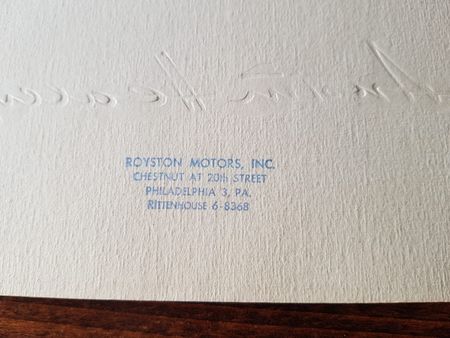 ROYSTON MOTORS, INC.
CHESTNUT AT 20th STREET
PHILADELPHIA 3, PA.
RITTENHOUSE 6-8368